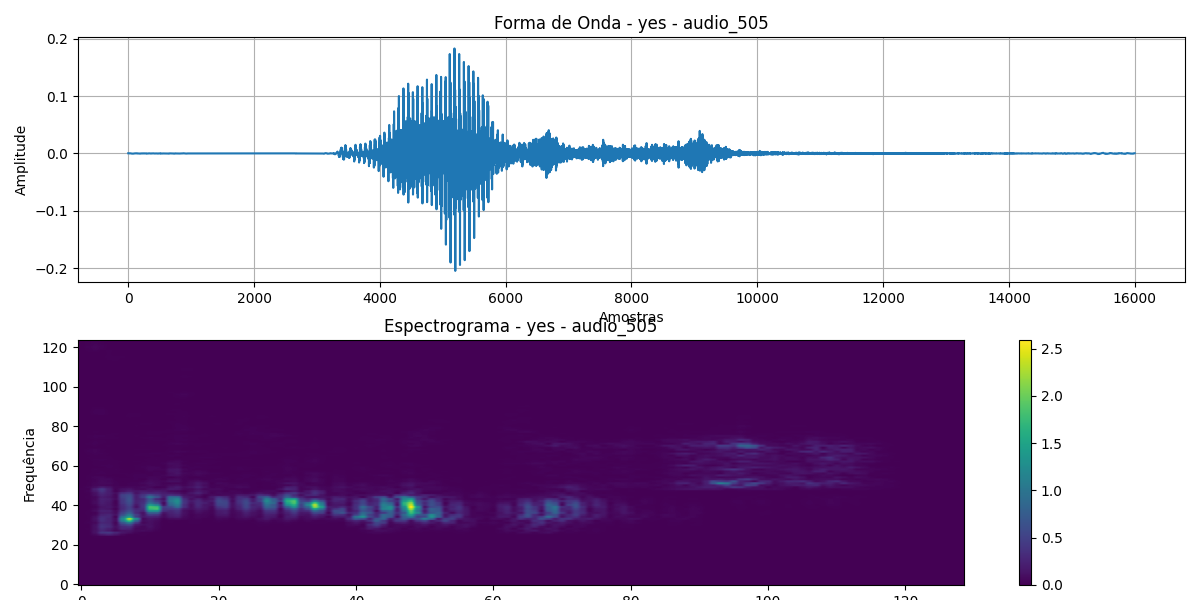 Forma de Onda - yes - audio_505
0.2
0.1
0.0
−0.1
−0.2
Amplitude
0 2000 4000 6000 8000 10000 12000 14000 16000
Amostras
Espectrograma - yes - audio_505
120
100
80
60
40
20
0
Frequência
0 20 40 60 80 100 120
2.5
2.0
1.5
1.0
0.5
0.0